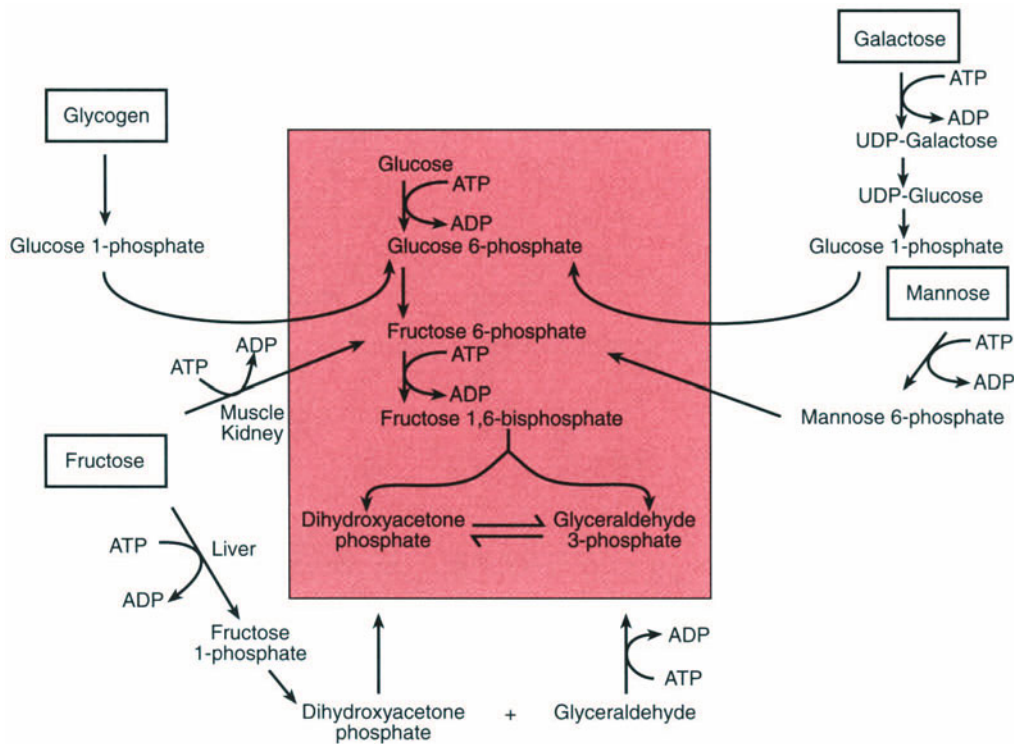 Galactose
ATP
ADP
UDP-Galactose
UDP-Glucose
Glucose 1-phosphate
Glycogen
Glucose 1-phosphate
Glucose
ATP
ADP
Glucose 6-phosphate
Fructose 6-phosphate
ATP
ADP
Fructose 1,6-bisphosphate
Dihydroxyacetone
phosphate
Glyceraldehyde
3-phosphate
Mannose
ATP
ADP
Mannose 6-phosphate
ATP
ADP
Muscle
Kidney
Fructose
ATP
ADP
Liver
Fructose
1-phosphate
Dihydroxyacetone
phosphate
+
Glyceraldehyde
ADP
ATP